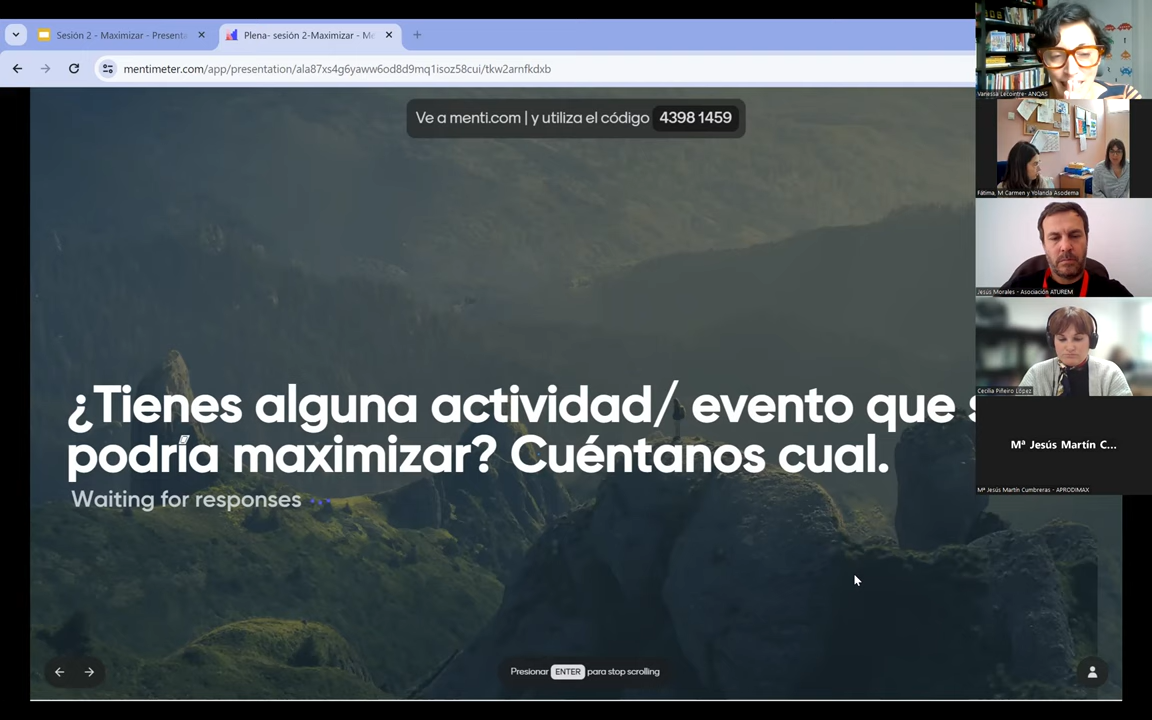 Sesión 2 - Maximizar - Present
Plena- sesión 2-Maximizar - Me
mentimeter.com/app/presentation/ala87xs4g6yaww6od8d9mq1isoz58cui/tkw2arnfkdxb
Ve a menti.com | y utiliza el código 4398 1459
¿Tienes alguna actividad/ evento que s
podría maximizar? Cuéntanos cual.
Waiting for responses
Presionar ENTER para stop scrolling
Vanessa Lecointre- ANQAS
Fátima, M Carmen y Yolanda Asodema
Jesús Morales - Asociación ATUREM
Cecilia Piñeiro López
Mª Jesús Martín C...
Mª Jesús Martín Cumbreras - APRODIMAX